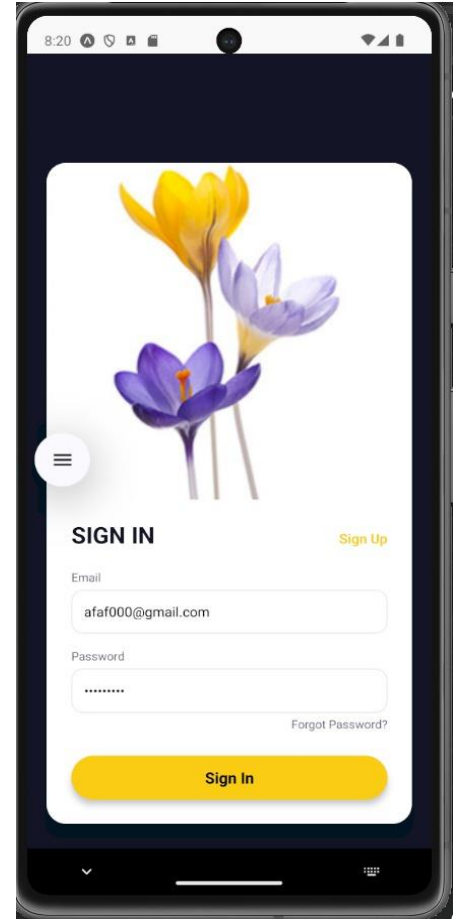 8:20
SIGN IN
Sign Up
Email
afaf000@gmail.com
Password
•••••••••
Forgot Password?
Sign In